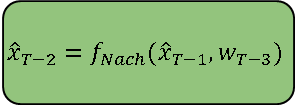 x̂_{T−2} = f_{Nach}(x̂_{T−1}, w_{T−3})